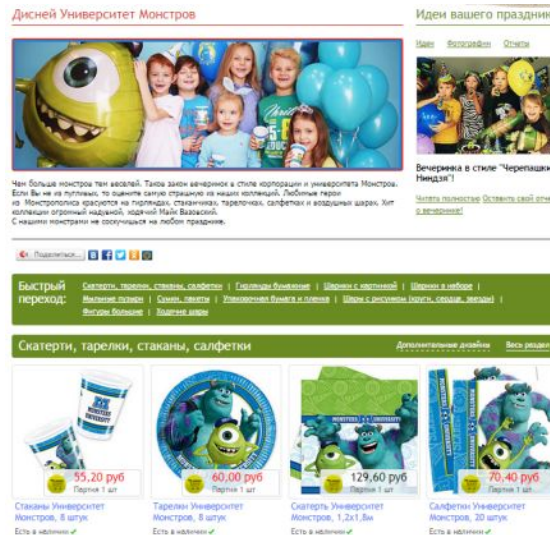 Дисней Университет Монстров
Идеи вашего праздник
Идеи Фотографии Отчеты
Чем больше монстров тем веселей. Таков закон вечеринок в стиле корпорации и университета Монстров.
Если Вы не из пугливых, то оцените самую страшную из наших коллекций. Любимые герои
из Монстрополиса красуются на гирляндах, стаканчиках, тарелочках, салфетках и воздушных шарах. Хит
коллекции огромный надувной, ходячий Майк Вазовский.
С нашими монстрами не соскучишься на любом празднике.
Вечеринка в стиле "Черепашки
Ниндзя"!
Читать полностью Оставить свой отче
о вечеринке!
Поделиться...
Быстрый
переход:
Скатерти, тарелки, стаканы, салфетки | Гирлянды бумажные | Шарики с картинкой | Шарики в наборе |
Мыльные пузыри | Сумки, пакеты | Упаковочная бумага и пленка | Шары с рисунком (круги, сердца, звезды) |
Фигуры большие | Ходячие шары
Скатерти, тарелки, стаканы, салфетки
Дополнительные дизайны Весь раздел
MONSTERS UNIVERSITY
55,20 руб
Партия 1 шт
60,00 руб
Партия 1 шт
129,60 руб
Партия 1 шт
70,40 руб
Партия 1 шт
Стаканы Университет
Монстров, 8 штук
Есть в наличии
Тарелки Университет
Монстров, 8 штук
Есть в наличии
Скатерть Университет
Монстров, 1,2х1,8м
Есть в наличии
Салфетки Университет
Монстров, 20 штук
Есть в наличии